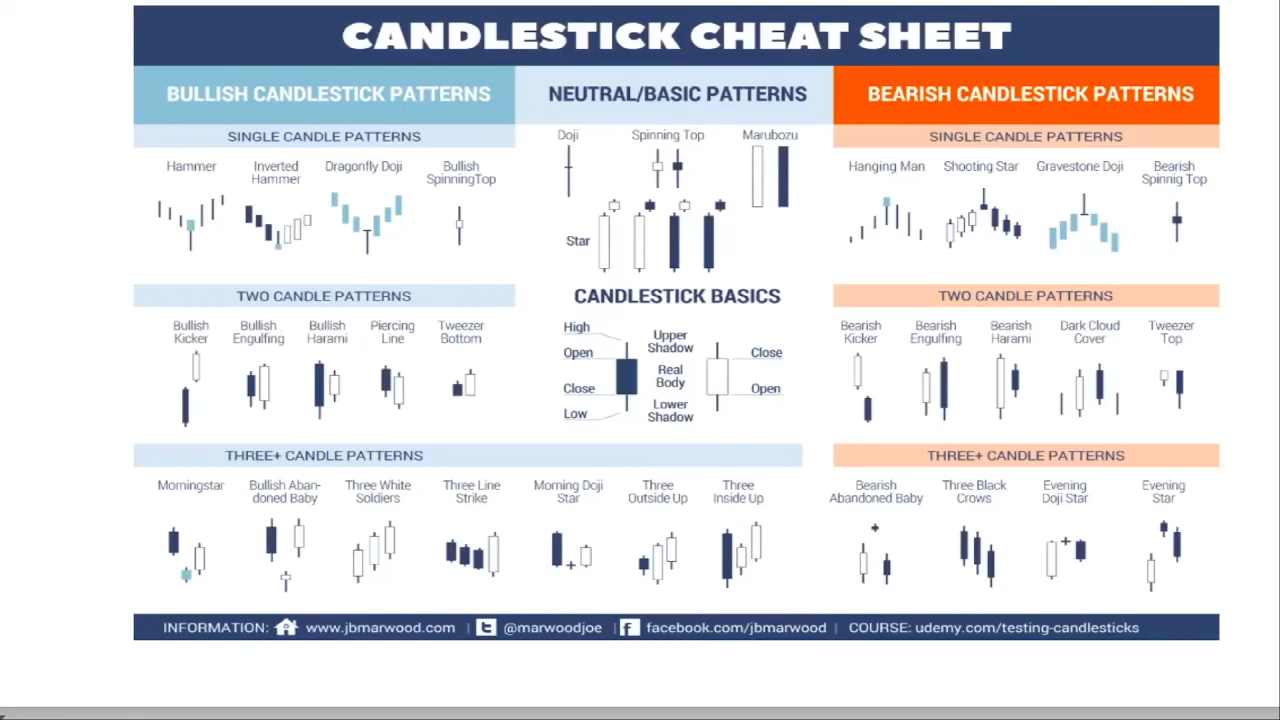 CANDLESTICK CHEAT SHEET
BULLISH CANDLESTICK PATTERNS
SINGLE CANDLE PATTERNS
Hammer
Inverted
Hammer
Dragonfly Doji
Bullish
SpinningTop
TWO CANDLE PATTERNS
Bullish
Kicker
Bullish
Engulfing
Bullish
Harami
Piercing
Line
Tweezer
Bottom
NEUTRAL/BASIC PATTERNS
Doji
Spinning Top
Marubozu
Star
CANDLESTICK BASICS
High
Open
Close
Low
Upper
Shadow
Real
Body
Lower
Shadow
Close
Open
BEARISH CANDLESTICK PATTERNS
SINGLE CANDLE PATTERNS
Hanging Man
Shooting Star
Gravestone Doji
Bearish
Spinnig Top
TWO CANDLE PATTERNS
Bearish
Kicker
Bearish
Engulfing
Bearish
Harami
Dark Cloud
Cover
Tweezer
Top
THREE+ CANDLE PATTERNS
Morningstar
Bullish Aban-
doned Baby
Three White
Soldiers
Three Line
Strike
Morning Doji
Star
Three
Outside Up
Three
Inside Up
THREE+ CANDLE PATTERNS
Bearish
Abandoned Baby
Three Black
Crows
Evening
Doji Star
Evening
Star
INFORMATION: www.jbmarwood.com | @marwoodjoe | facebook.com/jbmarwood | COURSE: udemy.com/testing-candlesticks